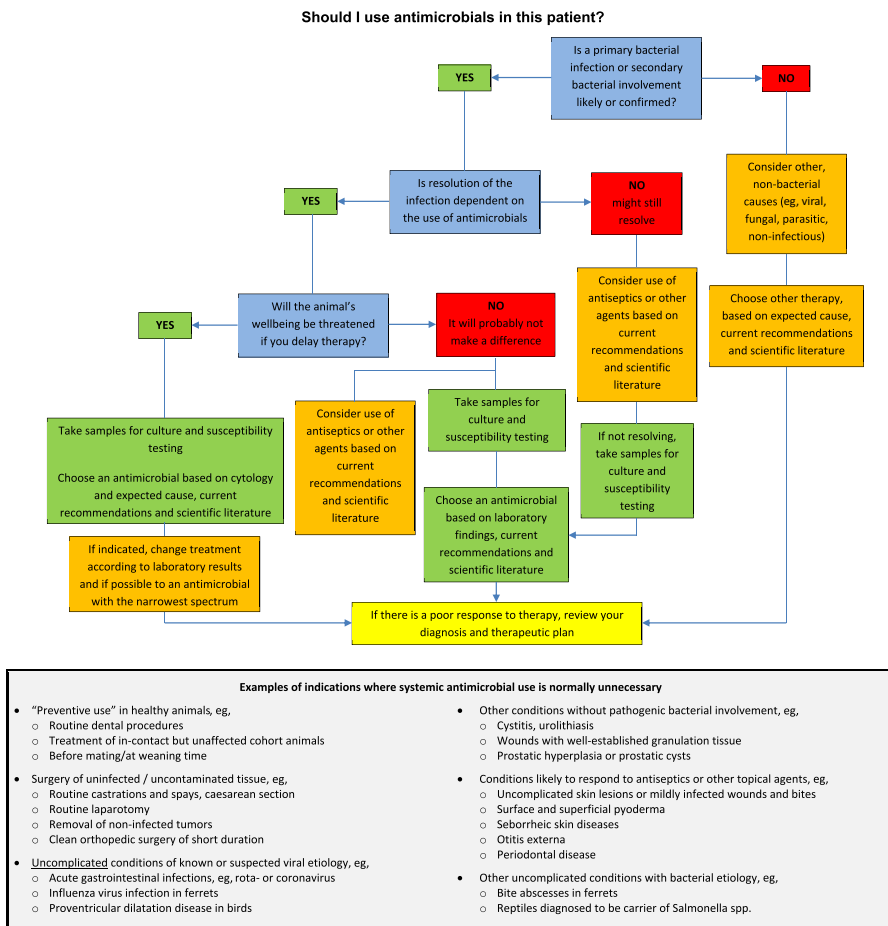 Should I use antimicrobials in this patient?
Is a primary bacterial
infection or secondary
bacterial involvement
likely or confirmed?
YES
NO
Consider other,
non-bacterial
causes (eg, viral,
fungal, parasitic,
non-infectious)
Is resolution of the
infection dependent on
the use of antimicrobials
YES
NO
might still
resolve
Consider use of
antiseptics or other
agents based on
current
recommendations
and scientific
literature
Choose other therapy,
based on expected cause,
current recommendations
and scientific literature
Will the animal's
wellbeing be threatened
if you delay therapy?
YES
NO
It will probably not
make a difference
Take samples for culture and susceptibility
testing
Choose an antimicrobial based on cytology
and expected cause, current
recommendations and scientific literature
Consider use of
antiseptics or other
agents based on
current
recommendations
and scientific
literature
Take samples for
culture and
susceptibility testing
If not resolving,
take samples for
culture and
susceptibility
testing
Choose an antimicrobial
based on laboratory
findings, current
recommendations and
scientific literature
If indicated, change treatment
according to laboratory results
and if possible to an antimicrobial
with the narrowest spectrum
If there is a poor response to therapy, review your
diagnosis and therapeutic plan
Examples of indications where systemic antimicrobial use is normally unnecessary
• "Preventive use" in healthy animals, eg,
o Routine dental procedures
o Treatment of in-contact but unaffected cohort animals
o Before mating/at weaning time
• Surgery of uninfected / uncontaminated tissue, eg,
o Routine castrations and spays, caesarean section
o Routine laparotomy
o Removal of non-infected tumors
o Clean orthopedic surgery of short duration
• Uncomplicated conditions of known or suspected viral etiology, eg,
o Acute gastrointestinal infections, eg, rota- or coronavirus
o Influenza virus infection in ferrets
o Proventricular dilatation disease in birds
• Other conditions without pathogenic bacterial involvement, eg,
o Cystitis, urolithiasis
o Wounds with well-established granulation tissue
o Prostatic hyperplasia or prostatic cysts
• Conditions likely to respond to antiseptics or other topical agents, eg,
o Uncomplicated skin lesions or mildly infected wounds and bites
o Surface and superficial pyoderma
o Seborrheic skin diseases
o Otitis externa
o Periodontal disease
• Other uncomplicated conditions with bacterial etiology, eg,
o Bite abscesses in ferrets
o Reptiles diagnosed to be carrier of Salmonella spp.